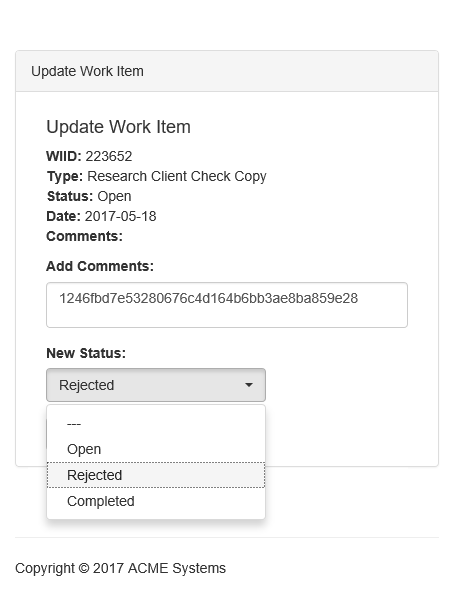 Update Work Item
Update Work Item
WIID: 223652
Type: Research Client Check Copy
Status: Open
Date: 2017-05-18
Comments:
Add Comments:
1246fbd7e53280676c4d164b6bb3ae8ba859e28
New Status:
Rejected
---
Open
Rejected
Completed
Copyright © 2017 ACME Systems